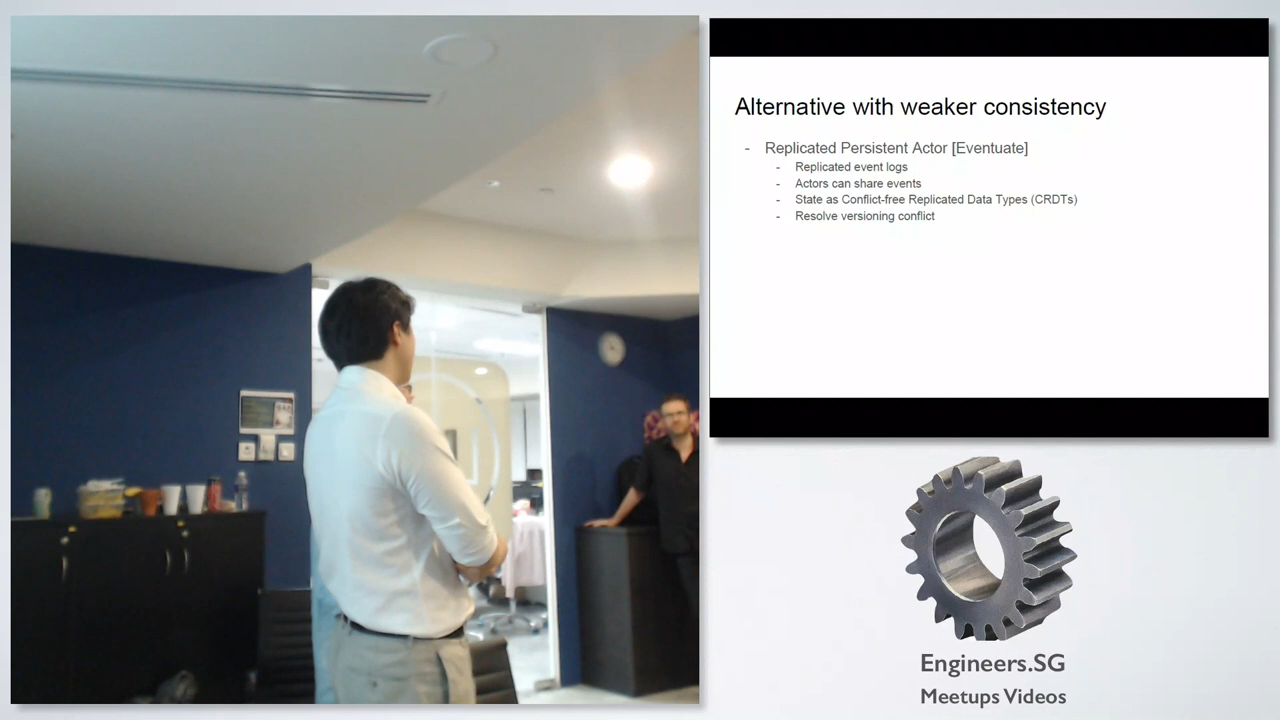 Alternative with weaker consistency
- Replicated Persistent Actor [Eventuate]
- Replicated event logs
- Actors can share events
- State as Conflict-free Replicated Data Types (CRDTs)
- Resolve versioning conflict
Engineers.SG
Meetups Videos